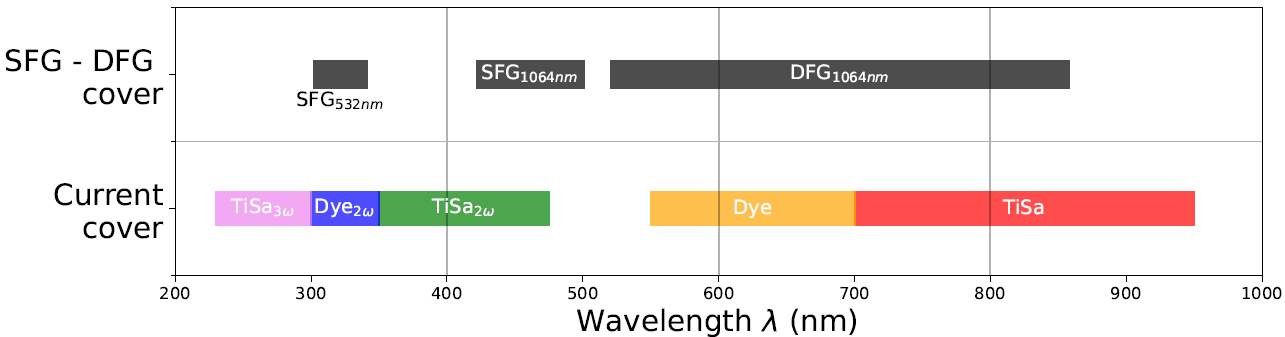 SFG - DFG
cover
SFG532nm
SFG1064nm
DFG1064nm
Current
cover
TiSa3ω
Dye2ω
TiSa2ω
Dye
TiSa
200 300 400 500 600 700 800 900 1000
Wavelength λ (nm)